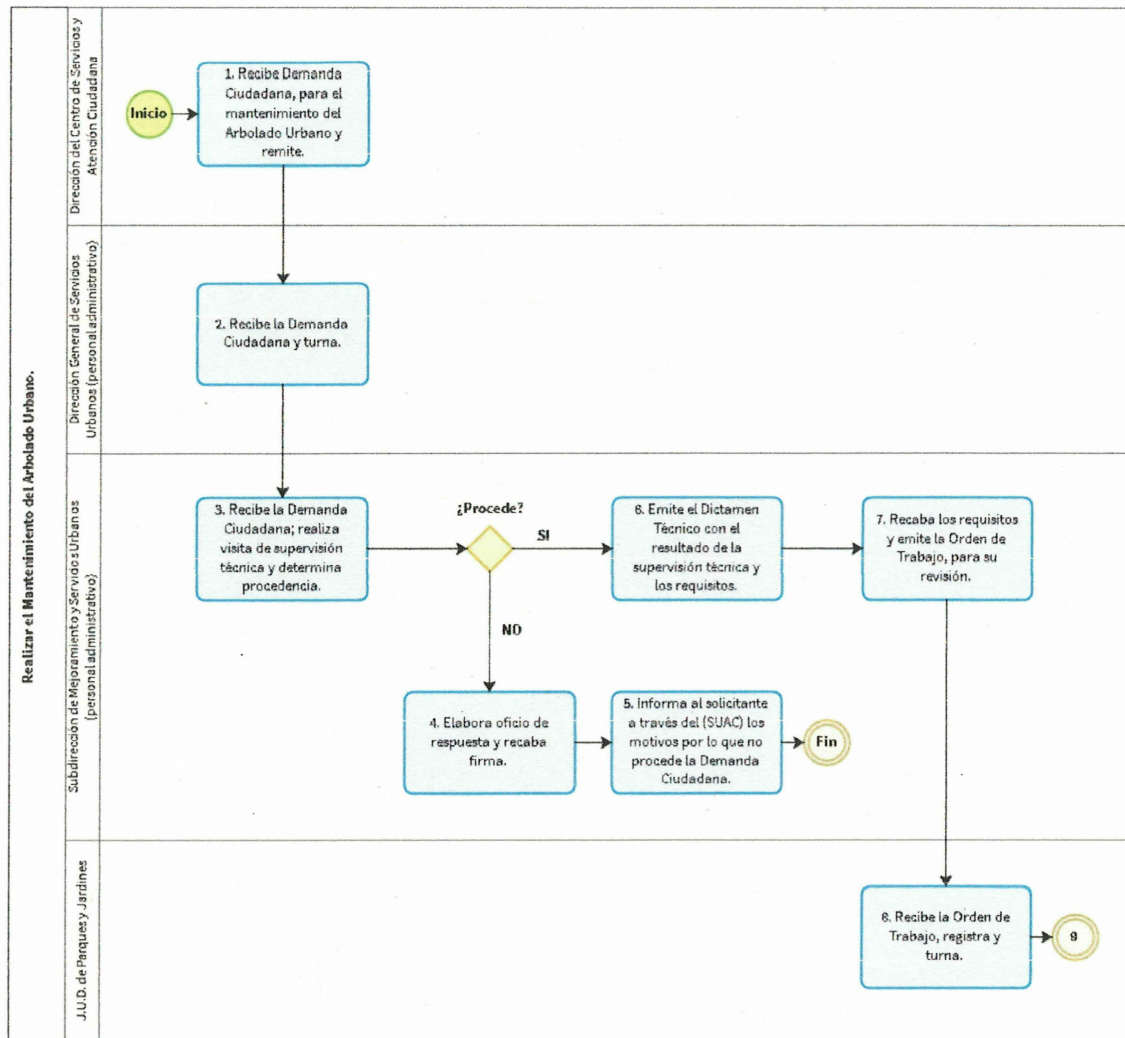 Realizar el Mantenimiento del Arbolado Urbano.
Dirección del Centro de Servicios y
Atención Ciudadana
Inicio
1. Recibe Demanda
Ciudadana, para el
mantenimiento del
Arbolado Urbano y
remite.
Dirección General de Servicios
Urbanos (personal administrativo)
2. Recibe la Demanda
Ciudadana y turna.
Subdirección de Mejoramiento y Servicios Urbanos
(personal administrativo)
3. Recibe la Demanda
Ciudadana; realiza
visita de supervisión
técnica y determina
procedencia.
¿Procede?
SI
NO
6. Emite el Dictamen
Técnico con el
resultado de la
supervisión técnica y
los requisitos.
7. Recaba los requisitos
y emite la Orden de
Trabajo, para su
revisión.
4. Elabora oficio de
respuesta y recaba
firma.
5. Informa al solicitante
a través del (SUAC) los
motivos por lo que no
procede la Demanda
Ciudadana.
Fin
J.U.D. de Parques y Jardines
8. Recibe la Orden de
Trabajo, registra y
turna.
9